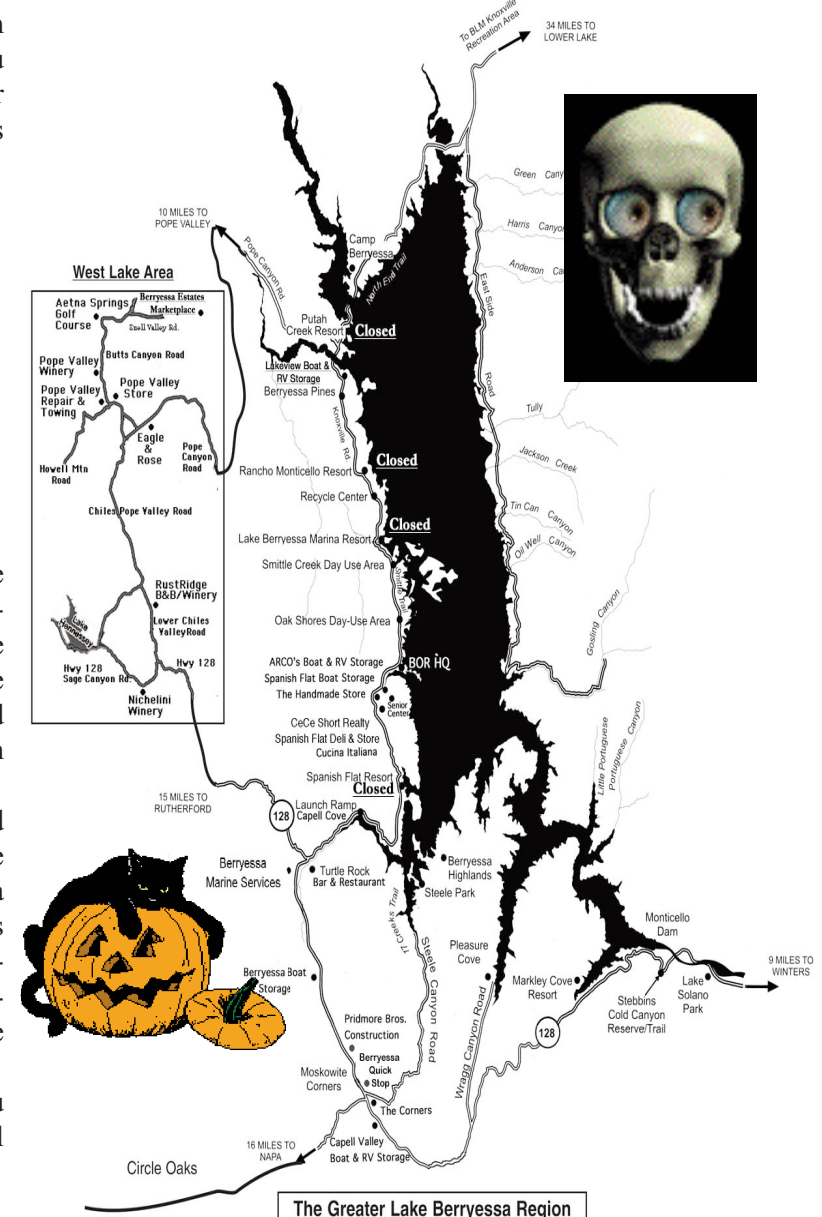 To BLM Knoxville
Recreation Area
34 MILES TO
LOWER LAKE
10 MILES TO
POPE VALLEY
Pope Canyon Rd.
Camp
Berryessa
North End Trail
Green Cany
Harris Canyon
Anderson Ca
East Side
Road
Putah
Creek Resort
Closed
Lakeview Boat &
RV Storage
Berryessa Pines
Knoxville Rd.
Tully
Rancho Monticello Resort
Closed
Jackson Creek
Recycle Center
Tin Can Canyon
Closed
Oil Well Canyon
Lake Berryessa Marina Resort
Smittle Creek Day Use Area
Smittle Trail
Gosling Canyon
Oak Shores Day-Use Area
ARCO's Boat & RV Storage
BOR HQ
Spanish Flat Boat Storage
The Handmade Store
Senior
Center
CeCe Short Realty
Spanish Flat Deli & Store
Cucina Italiana
Little Portuguese
Portuguese Canyon
Spanish Flat Resort
Closed
Launch Ramp
Capell Cove
West Lake Area
Aetna Springs
Golf
Course
Berryessa Estates
Marketplace
Snell Valley Rd.
Butts Canyon Road
Pope Valley
Winery
Pope Valley
Repair &
Towing
Pope Valley
Store
Eagle
&
Rose
Pope
Canyon
Road
Howell Mtn
Road
Chiles Pope Valley Road
RustRidge
B&B/Winery
Lower Chiles
ValleyRoad
Lake
Hennessey
Hwy 128
Sage Canyon Rd.
Hwy 128
Nichelini
Winery
15 MILES TO
RUTHERFORD
128
Berryessa
Marine Services
Turtle Rock
Bar & Restaurant
Berryessa
Highlands
Steele Park
Steele Canyon Road
Pleasure
Cove
Markley Cove
Resort
Monticello
Dam
Stebbins
Cold Canyon
Reserve/Trail
Lake
Solano
Park
9 MILES TO
WINTERS
Berryessa Boat
Storage
Wragg Canyon Road
128
Pridmore Bros.
Construction
Berryessa
Quick
Stop
Moskowite
Corners
The Corners
16 MILES TO
NAPA
Capell Valley
Boat & RV Storage
Circle Oaks
The Greater Lake Berryessa Region